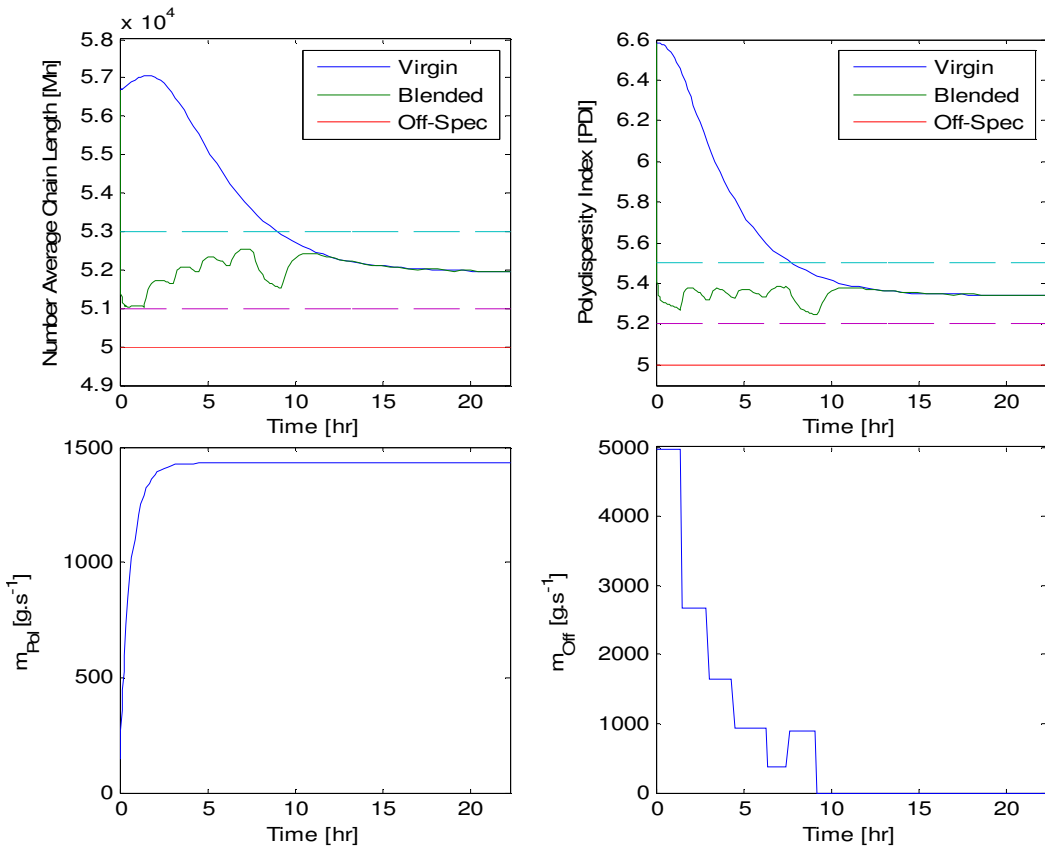 x 10^4
Number Average Chain Length [Mn]
5.8
5.7
5.6
5.5
5.4
5.3
5.2
5.1
5
4.9
0 5 10 15 20
Time [hr]
Virgin
Blended
Off-Spec
Polydispersity Index [PDI]
6.6
6.4
6.2
6
5.8
5.6
5.4
5.2
5
0 5 10 15 20
Time [hr]
Virgin
Blended
Off-Spec
m_Pol [g.s^-1]
1500
1000
500
0
0 5 10 15 20
Time [hr]
m_Off [g.s^-1]
5000
4000
3000
2000
1000
0
0 5 10 15 20
Time [hr]